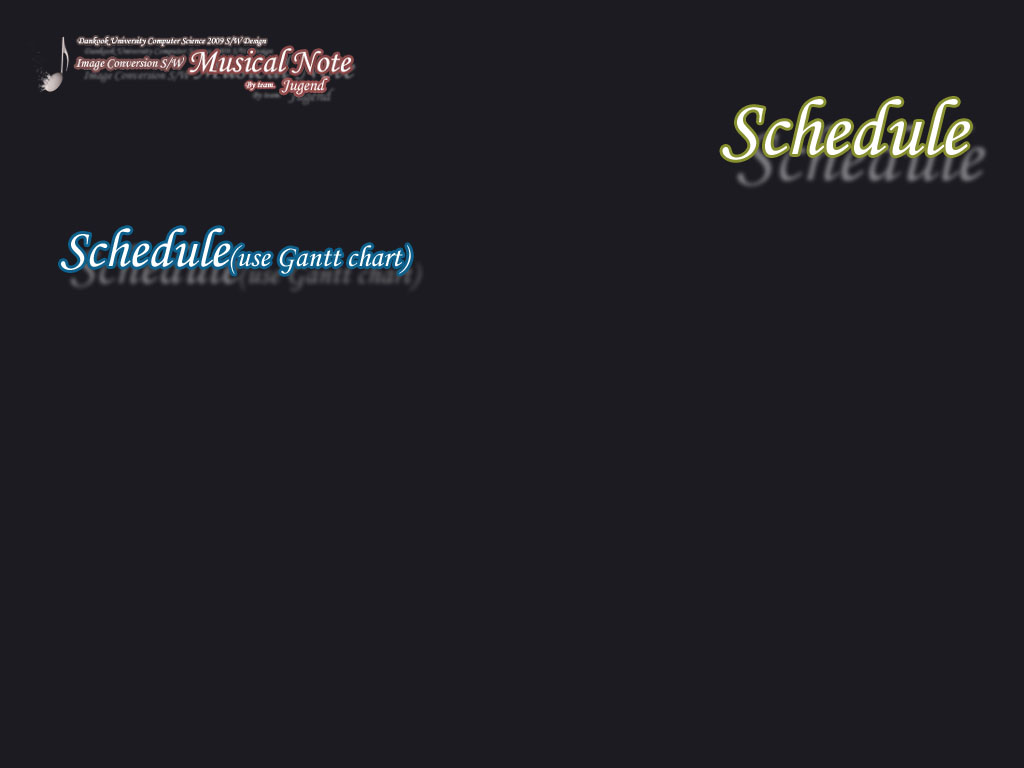 Dankook University Computer Science 2009 S/W Design
Image Conversion S/W Musical Note
By team. Jugend
Schedule
Schedule(use Gantt chart)